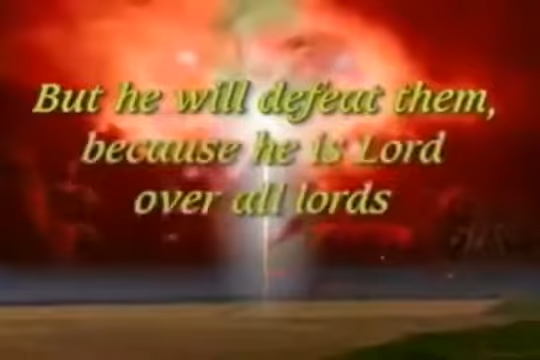 But he will defeat them,
because he is Lord
over all lords